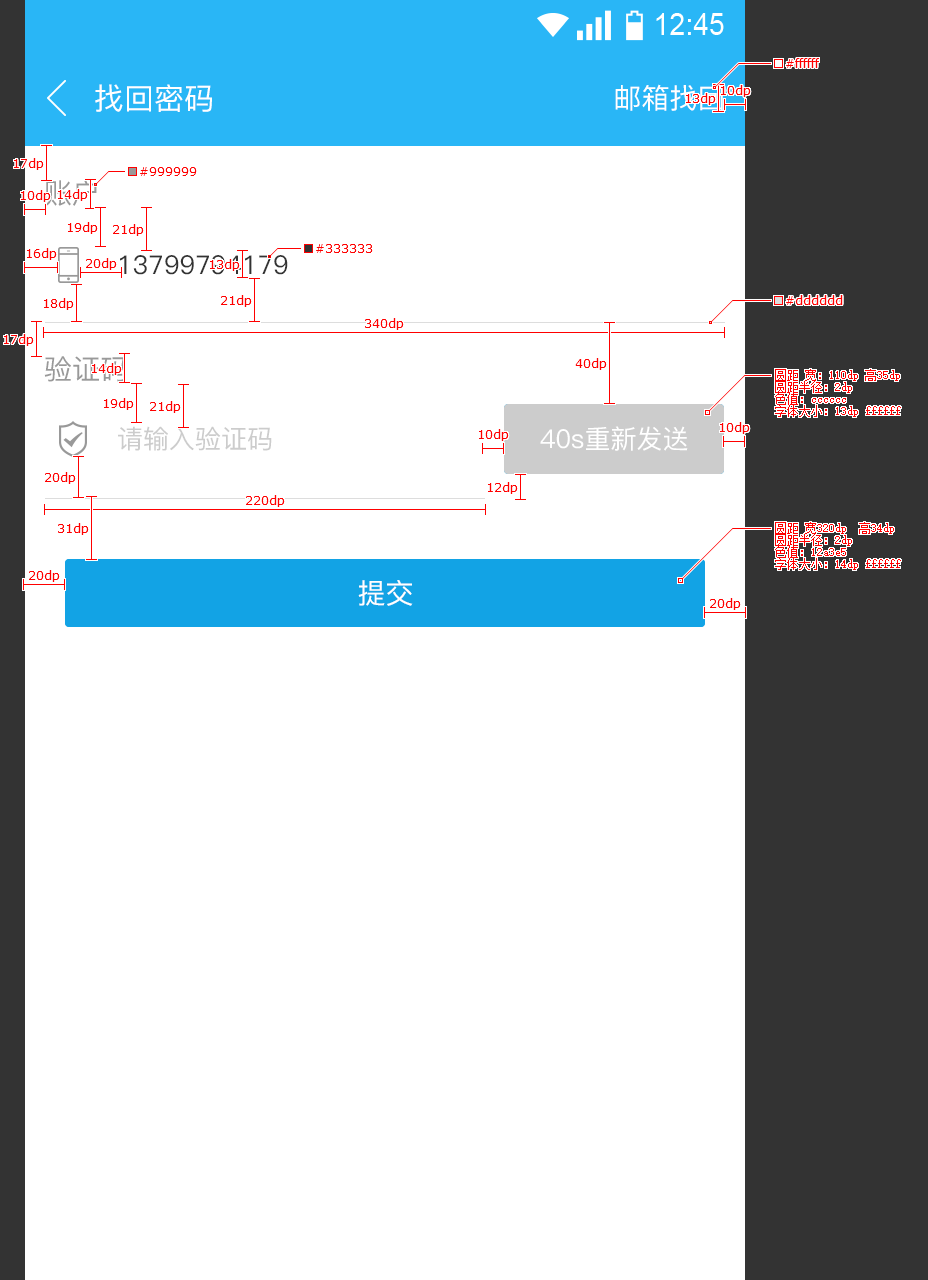 12:45
#ffffff
找回密码
邮箱找回
13dp
10dp
17dp
#999999
账户
10dp
14dp
19dp
21dp
#333333
16dp
20dp
13799794179
13dp
18dp
21dp
#dddddd
340dp
17dp
验证码
14dp
40dp
圆距 宽: 110dp 高35dp
圆距半径: 2dp
色值: cccccc
字体大小: 13dp ffffff
19dp
21dp
请输入验证码
10dp
40s重新发送
10dp
20dp
12dp
220dp
31dp
圆距 宽320dp 高34dp
圆距半径: 2dp
色值: 12a3e5
字体大小: 14dp ffffff
20dp
提交
20dp